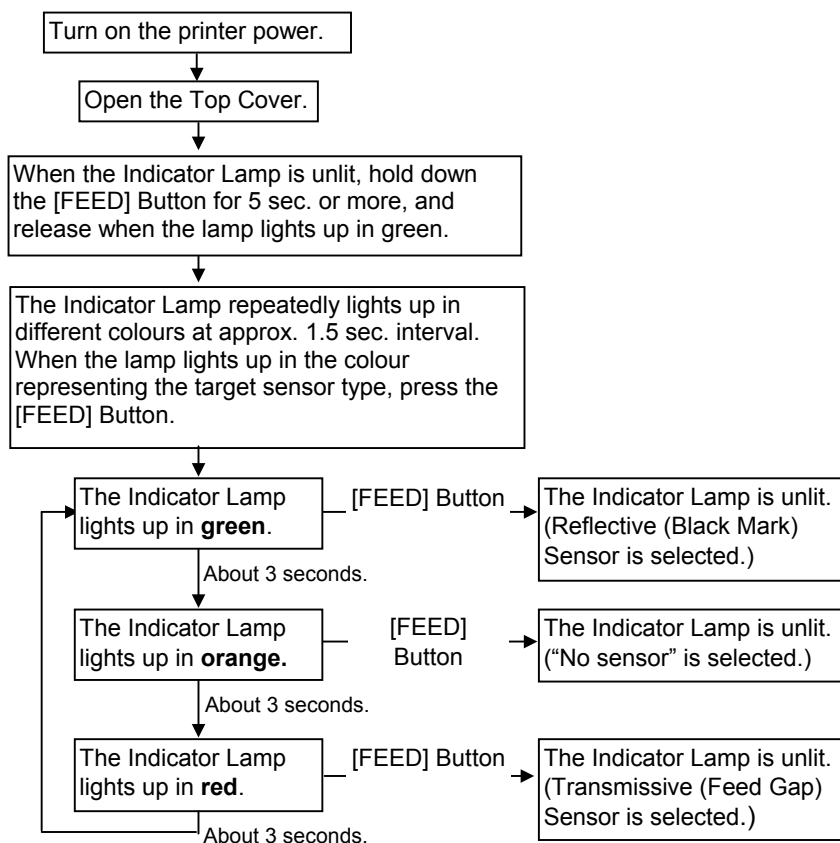 Turn on the printer power.
Open the Top Cover.
When the Indicator Lamp is unlit, hold down
the [FEED] Button for 5 sec. or more, and
release when the lamp lights up in green.
The Indicator Lamp repeatedly lights up in
different colours at approx. 1.5 sec. interval.
When the lamp lights up in the colour
representing the target sensor type, press the
[FEED] Button.
The Indicator Lamp
lights up in green.
[FEED] Button
The Indicator Lamp is unlit.
(Reflective (Black Mark)
Sensor is selected.)
About 3 seconds.
The Indicator Lamp
lights up in orange.
[FEED]
Button
The Indicator Lamp is unlit.
(“No sensor” is selected.)
About 3 seconds.
The Indicator Lamp
lights up in red.
[FEED] Button
The Indicator Lamp is unlit.
(Transmissive (Feed Gap)
Sensor is selected.)
About 3 seconds.